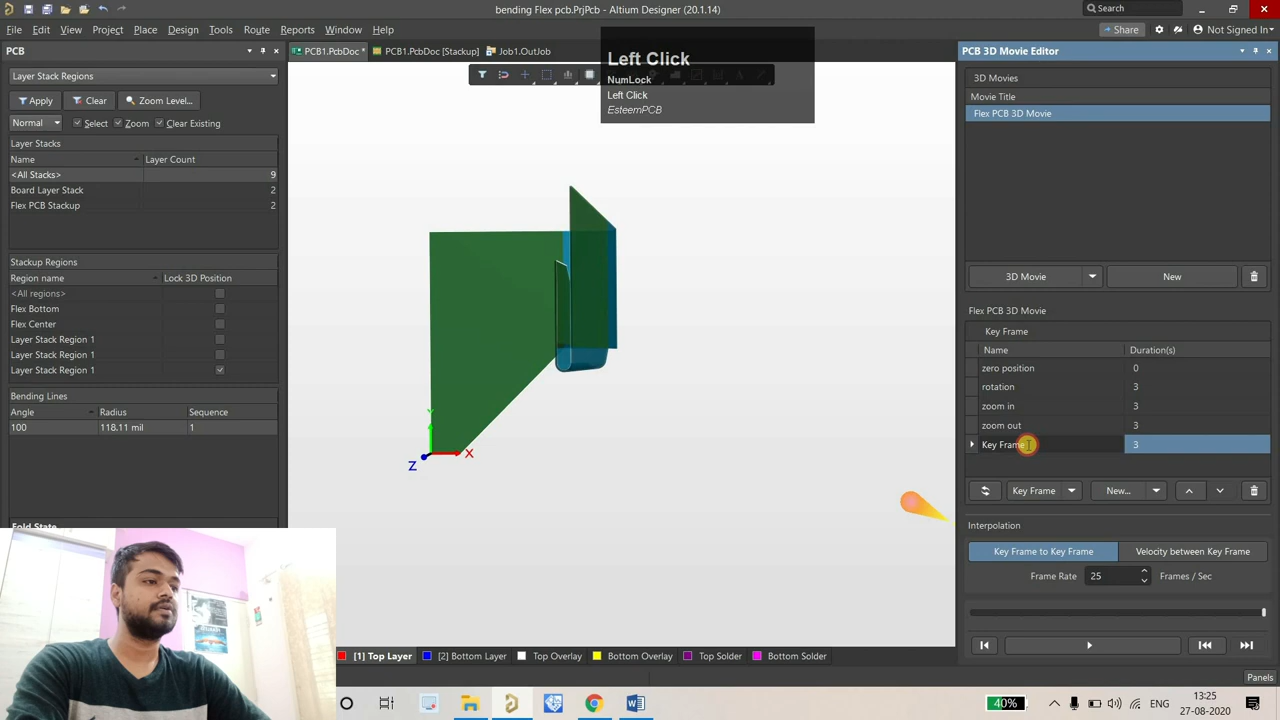 bending Flex pcb.PrjPcb - Altium Designer (20.1.14)
Search
File Edit View Project Place Design Tools Route Reports Window Help
Share
Not Signed In
PCB
PCB1.PcbDoc *
PCB1.PcbDoc [Stackup]
Job1.OutJob
PCB 3D Movie Editor
Layer Stack Regions
Apply
Clear
Zoom Level...
Normal
Select
Zoom
Clear Existing
Layer Stacks
Name Layer Count
<All Stacks> 9
Board Layer Stack 2
Flex PCB Stackup 2
Stackup Regions
Region name Lock 3D Position
<All regions>
Flex Bottom
Flex Center
Layer Stack Region 1
Layer Stack Region 1
Layer Stack Region 1
Bending Lines
Angle Radius Sequence
100 118.11 mil 1
Fold State
Left Click
NumLock
Left Click
EsteemPCB
Y
X
Z
3D Movies
Movie Title
Flex PCB 3D Movie
3D Movie
New
Flex PCB 3D Movie
Key Frame
Name Duration(s)
zero position 0
rotation 3
zoom in 3
zoom out 3
Key Frame 3
Key Frame
New...
Interpolation
Key Frame to Key Frame
Velocity between Key Frame
Frame Rate 25 Frames / Sec
[1] Top Layer
[2] Bottom Layer
Top Overlay
Bottom Overlay
Top Solder
Bottom Solder
Panels
40%
ENG
13:25
27-08-2020